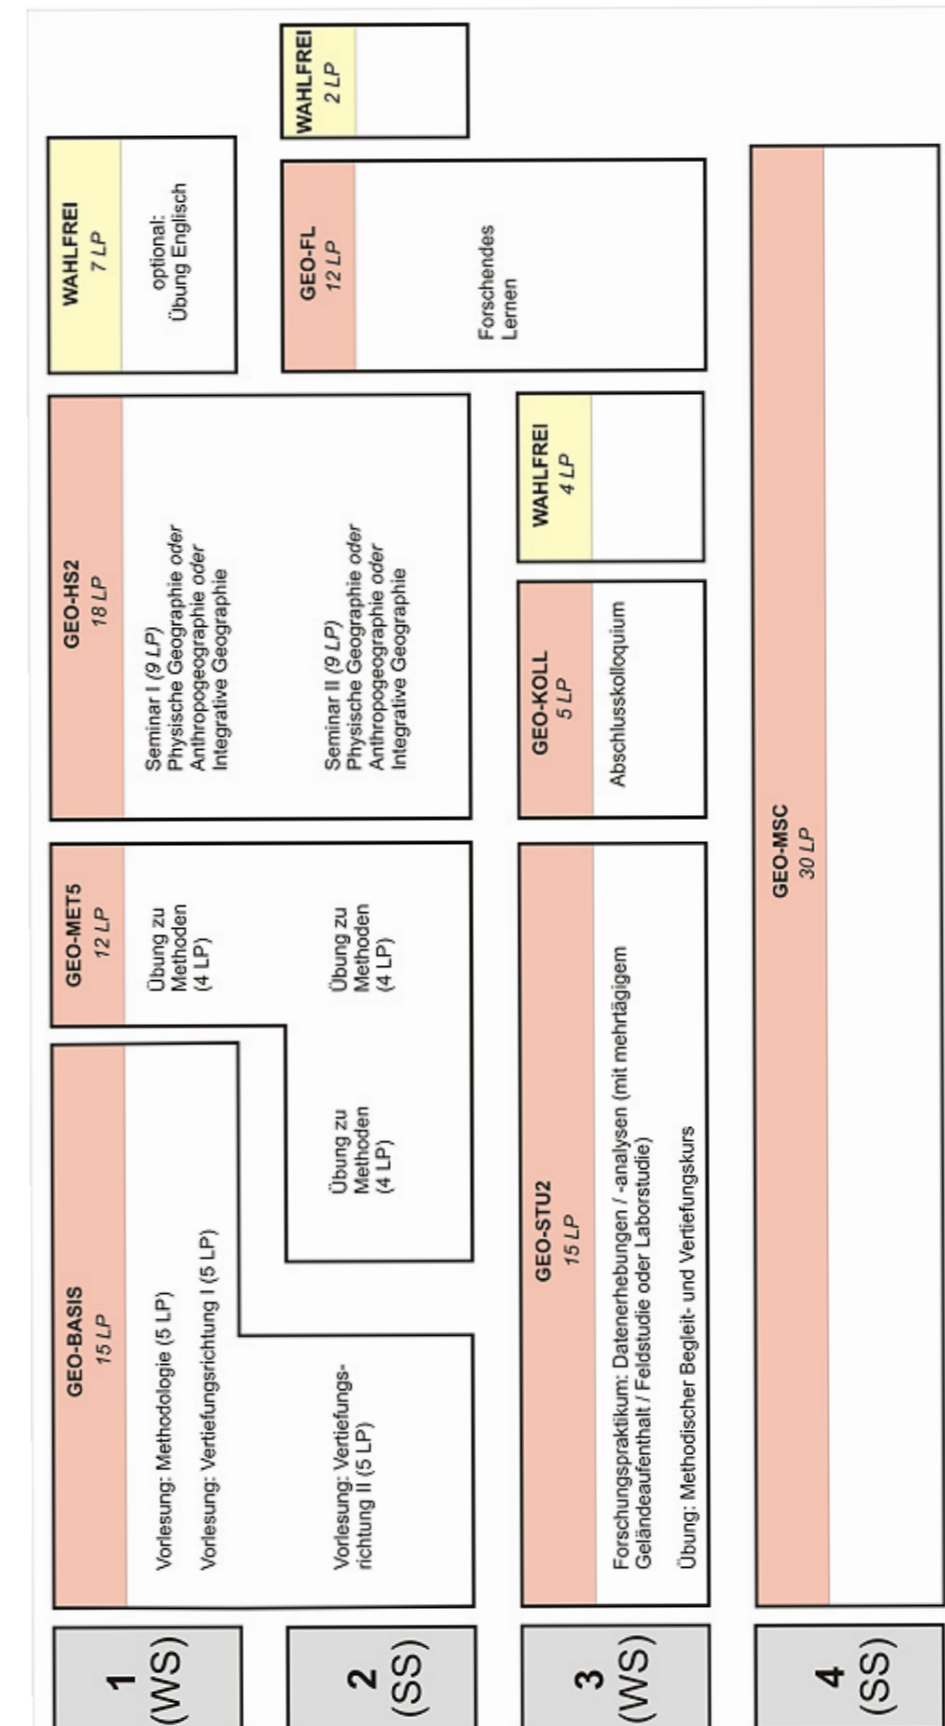 1
(WS)
GEO-BASIS
15 LP
Vorlesung: Methodologie (5 LP)
Vorlesung: Vertiefungsrichtung I (5 LP)
Vorlesung: Vertiefungs-
richtung II (5 LP)
GEO-MET5
12 LP
Übung zu
Methoden
(4 LP)
Übung zu
Methoden
(4 LP)
Übung zu
Methoden
(4 LP)
GEO-HS2
18 LP
Seminar I (9 LP)
Physische Geographie oder
Anthropogeographie oder
Integrative Geographie
Seminar II (9 LP)
Physische Geographie oder
Anthropogeographie oder
Integrative Geographie
WAHLFREI
7 LP
optional:
Übung Englisch
2
(SS)
GEO-FL
12 LP
Forschendes
Lernen
WAHLFREI
2 LP
3
(WS)
GEO-STU2
15 LP
Forschungspraktikum: Datenerhebungen / -analysen (mit mehrtägigem
Geländeaufenthalt / Feldstudie oder Laborstudie)
Übung: Methodischer Begleit- und Vertiefungskurs
GEO-KOLL
5 LP
Abschlusskolloquium
WAHLFREI
4 LP
4
(SS)
GEO-MSC
30 LP